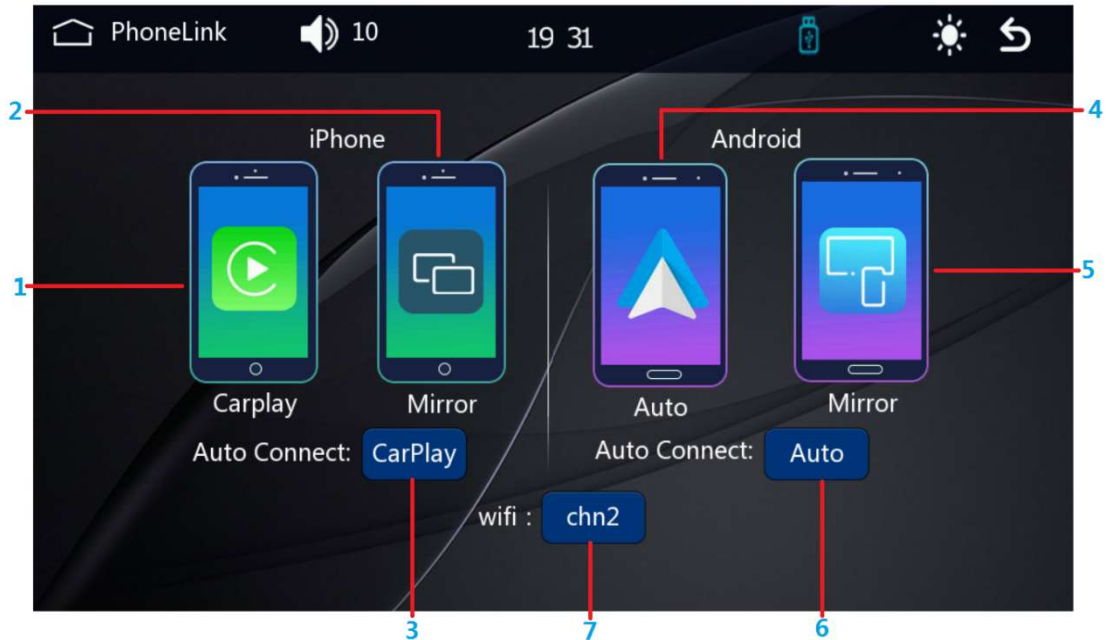 PhoneLink 10 19 31
2
4
iPhone Android
1
5
Carplay Mirror Auto Mirror
Auto Connect: CarPlay Auto Connect: Auto
wifi : chn2
3 7 6